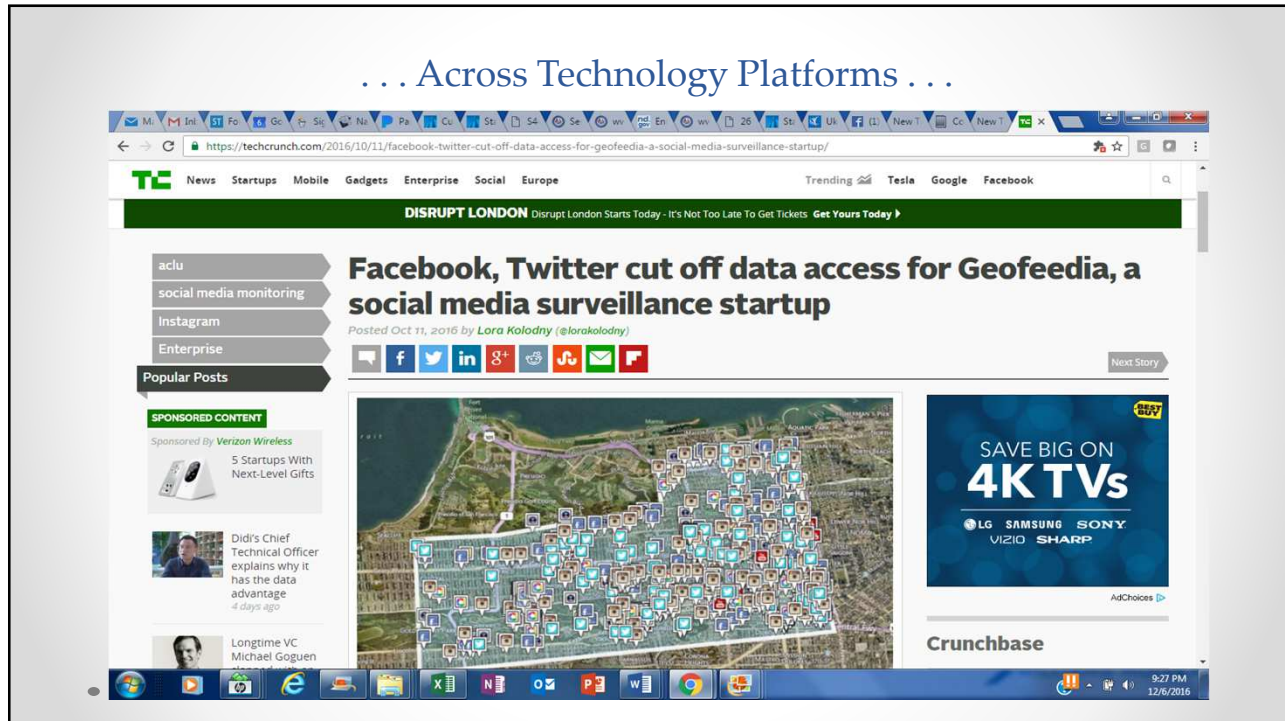 . . . Across Technology Platforms . . .
https://techcrunch.com/2016/10/11/facebook-twitter-cut-off-data-access-for-geofeedia-a-social-media-surveillance-startup/
News Startups Mobile Gadgets Enterprise Social Europe Trending Tesla Google Facebook
DISRUPT LONDON Disrupt London Starts Today - It's Not Too Late To Get Tickets Get Yours Today
aclu
social media monitoring
Instagram
Enterprise
Popular Posts
Facebook, Twitter cut off data access for Geofeedia, a
social media surveillance startup
Posted Oct 11, 2016 by Lora Kolodny (@lorakolodny)
Next Story
SPONSORED CONTENT
Sponsored By Verizon Wireless
5 Startups With
Next-Level Gifts
Didi's Chief
Technical Officer
explains why it
has the data
advantage
4 days ago
Longtime VC
Michael Goguen
BEST
BUY
SAVE BIG ON
4K TVs
LG SAMSUNG SONY
VIZIO SHARP
AdChoices
Crunchbase
9:27 PM
12/6/2016